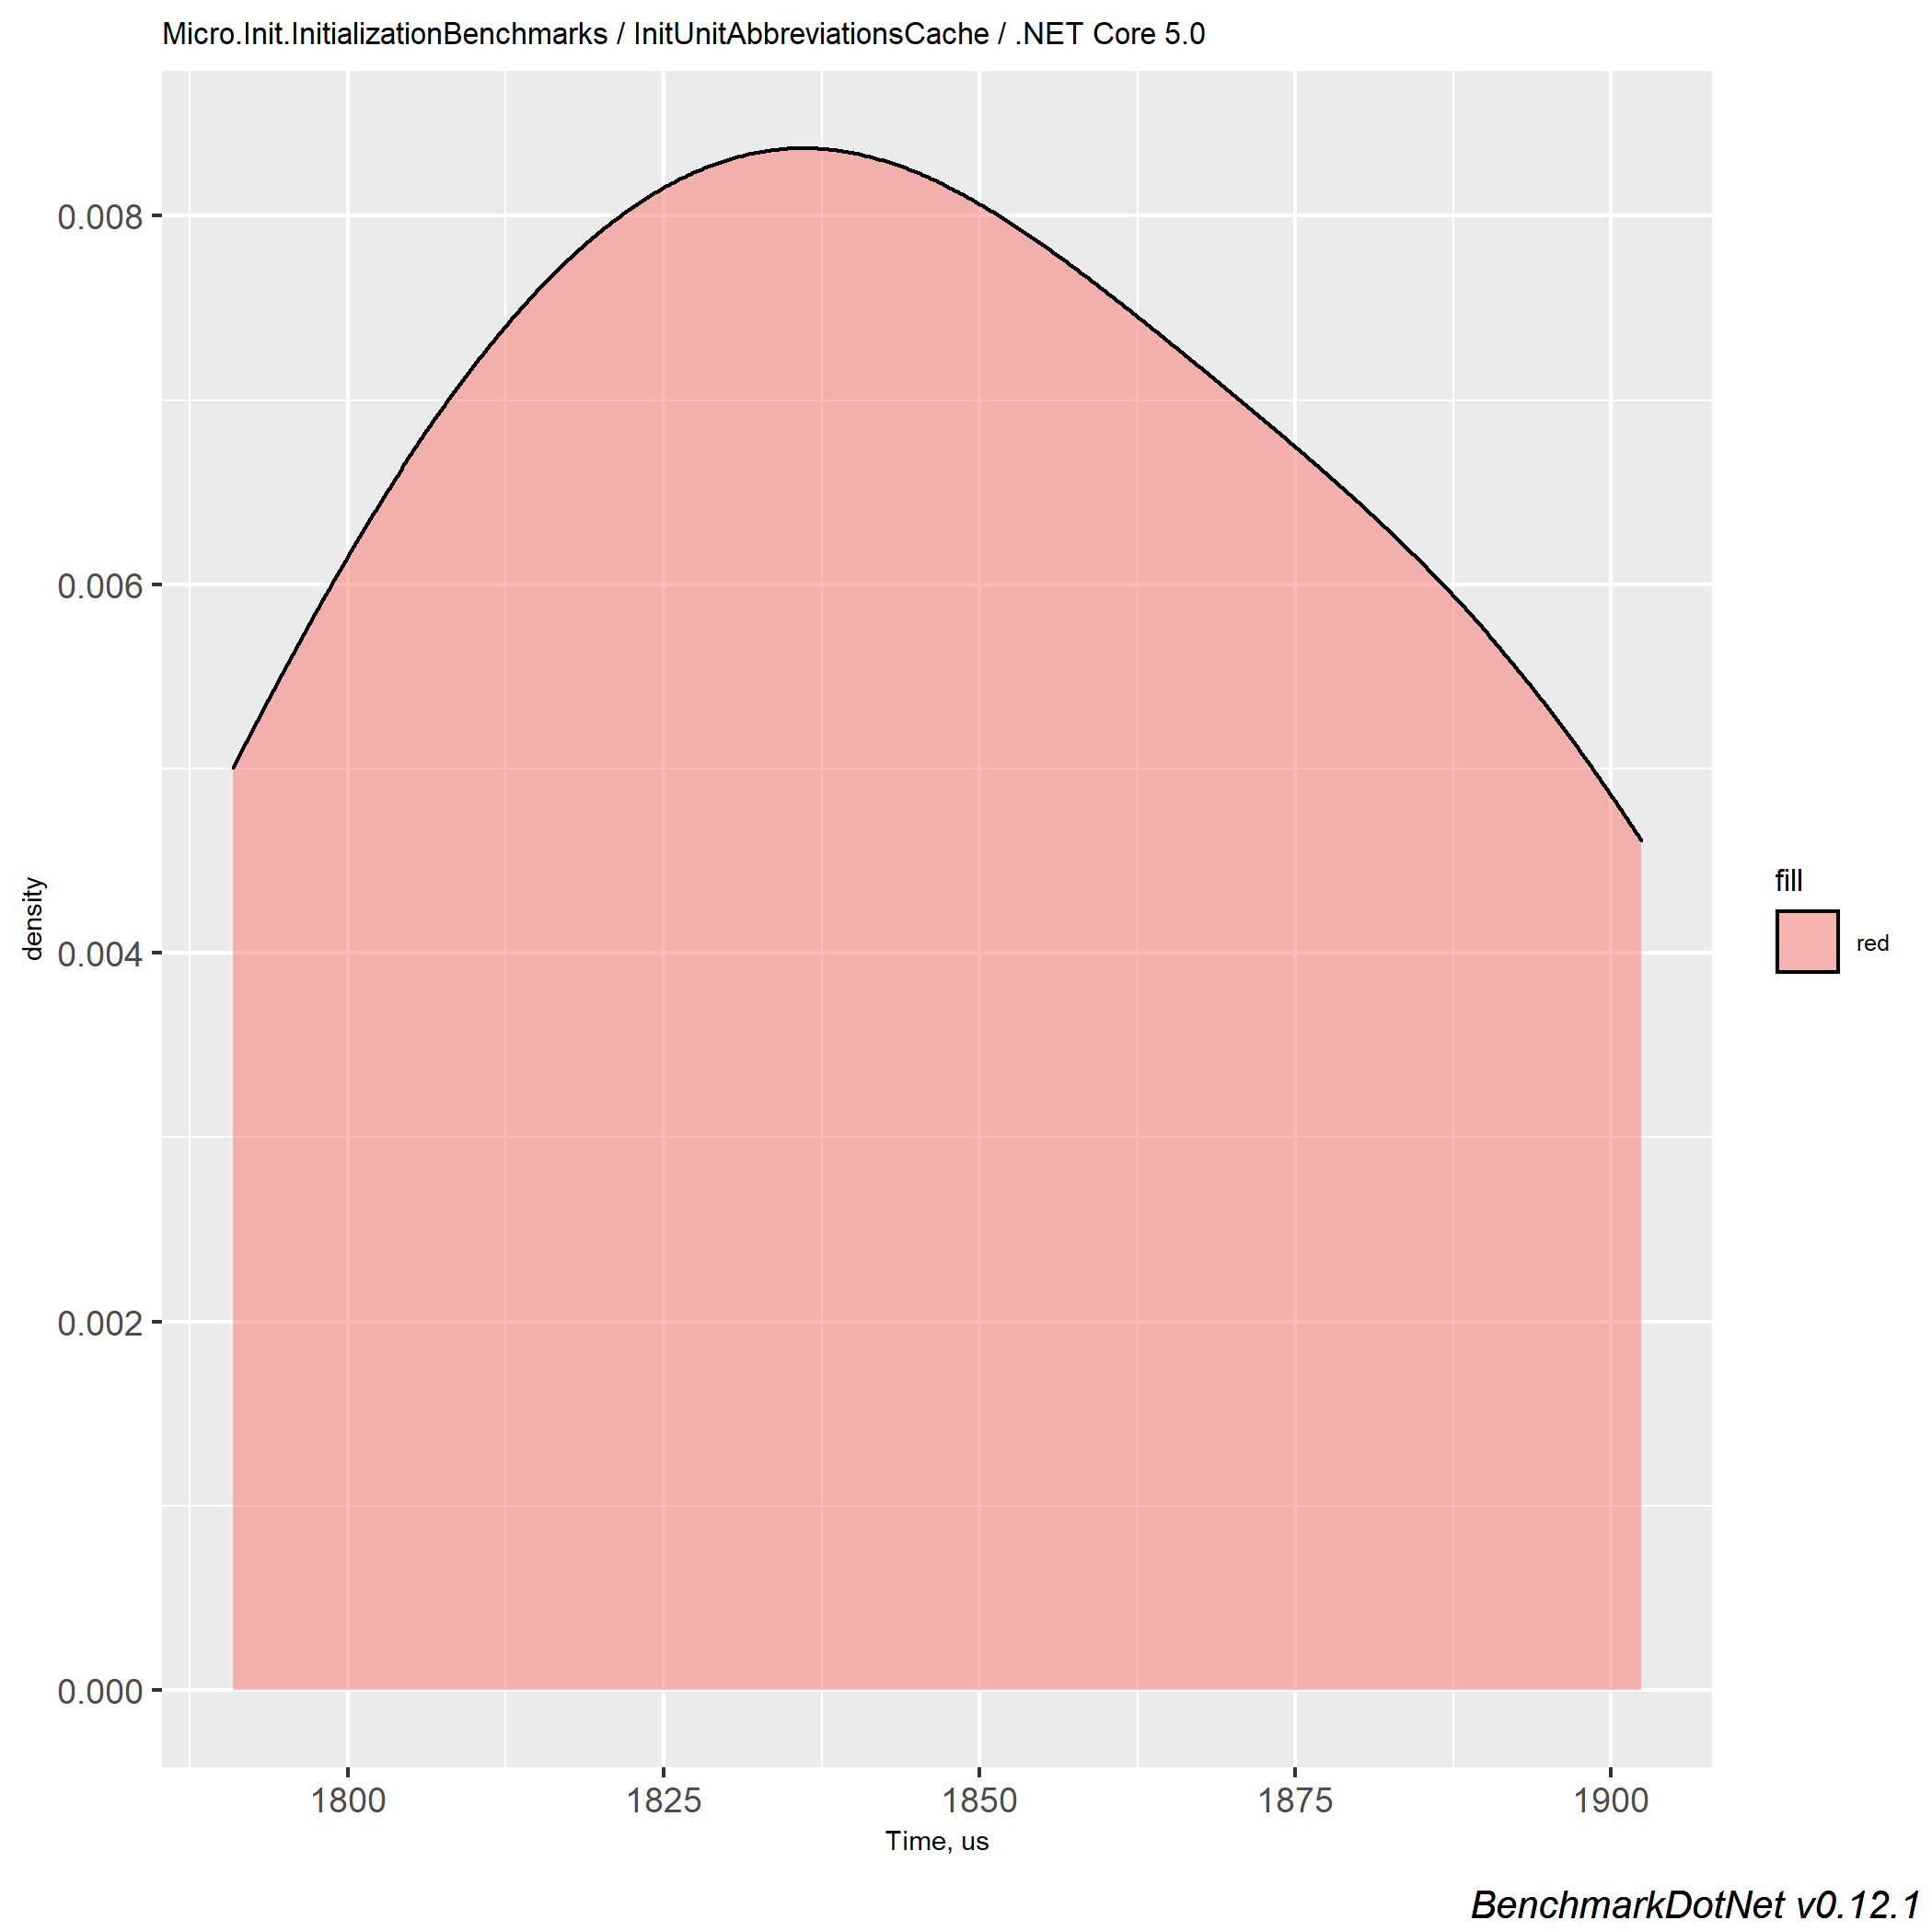 Micro.Init.InitializationBenchmarks / InitUnitAbbreviationsCache / .NET Core 5.0
0.008
0.006
0.004
0.002
0.000
density
1800 1825 1850 1875 1900
Time, us
fill
red
BenchmarkDotNet v0.12.1